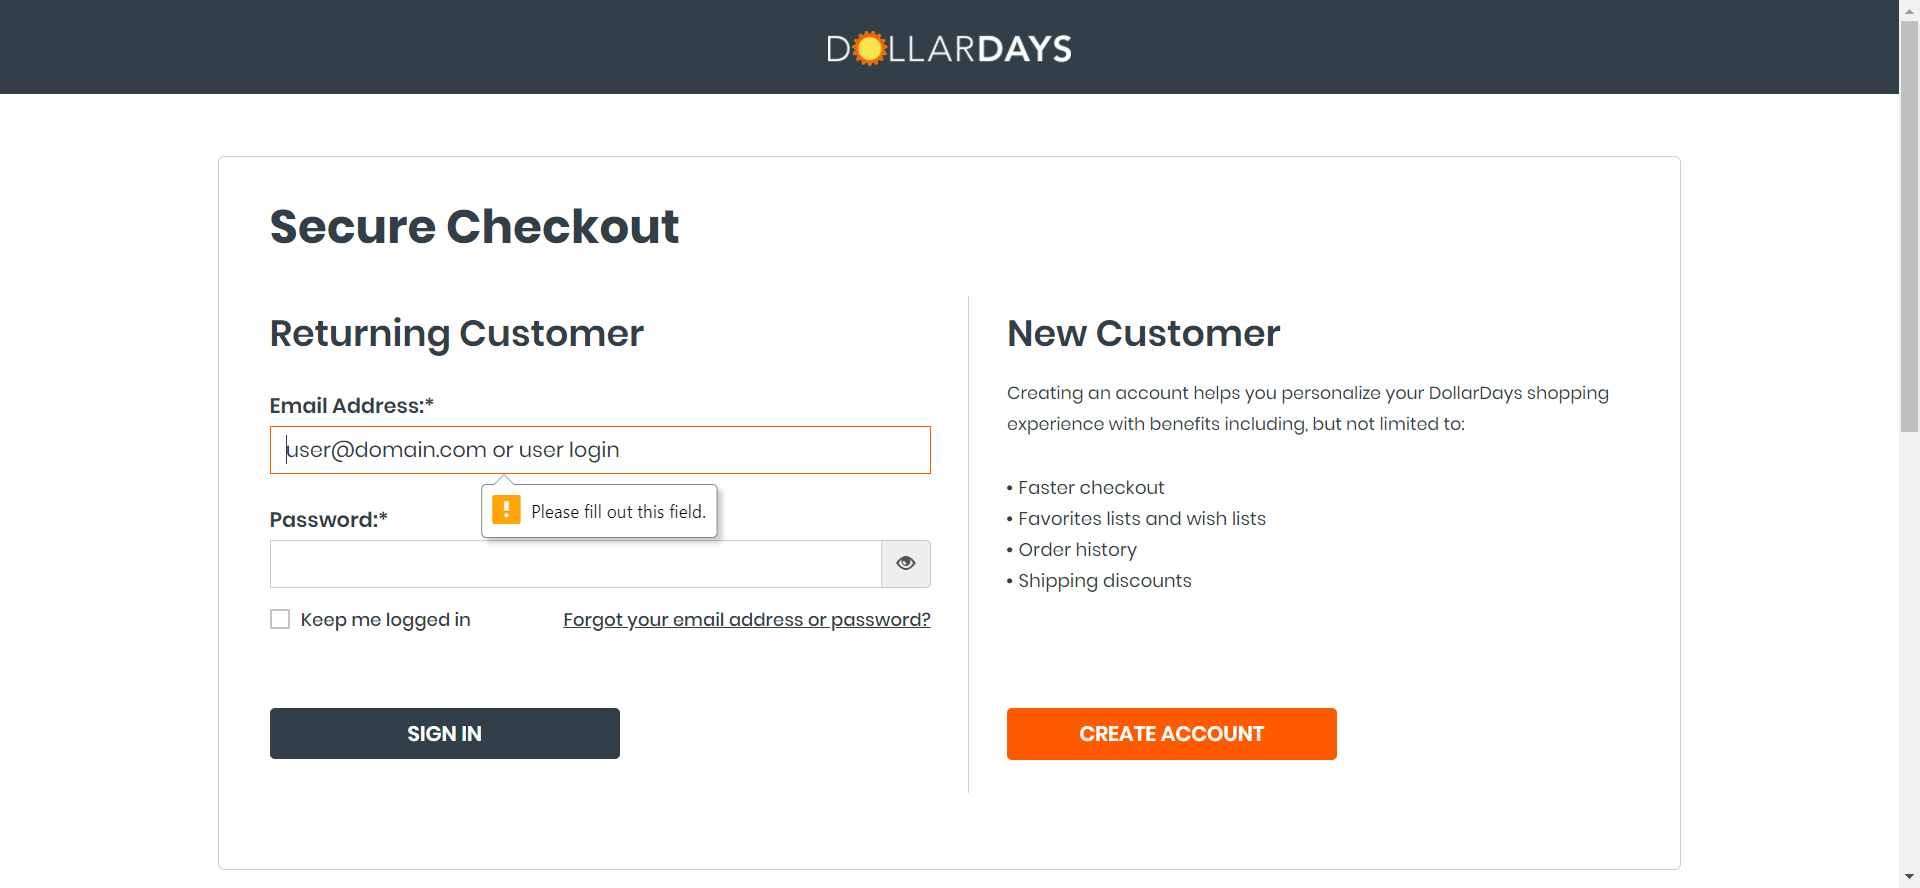 DOLLARDAYS
Secure Checkout
Returning Customer
Email Address:*
user@domain.com or user login
Please fill out this field.
Password:*
Keep me logged in
Forgot your email address or password?
SIGN IN
New Customer
Creating an account helps you personalize your DollarDays shopping
experience with benefits including, but not limited to:
• Faster checkout
• Favorites lists and wish lists
• Order history
• Shipping discounts
CREATE ACCOUNT